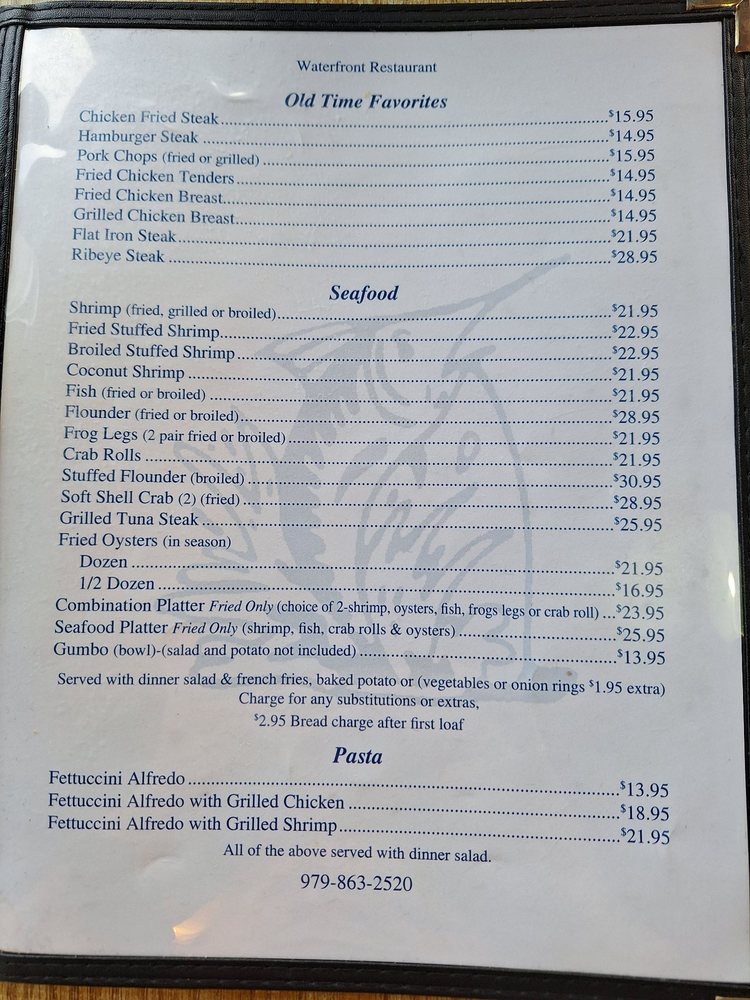 Waterfront Restaurant
Old Time Favorites
Chicken Fried Steak $15.95
Hamburger Steak $14.95
Pork Chops (fried or grilled) $15.95
Fried Chicken Tenders $14.95
Fried Chicken Breast $14.95
Grilled Chicken Breast $14.95
Flat Iron Steak $21.95
Ribeye Steak $28.95
Seafood
Shrimp (fried, grilled or broiled) $21.95
Fried Stuffed Shrimp $22.95
Broiled Stuffed Shrimp $22.95
Coconut Shrimp $21.95
Fish (fried or broiled) $21.95
Flounder (fried or broiled) $28.95
Frog Legs (2 pair fried or broiled) $21.95
Crab Rolls $21.95
Stuffed Flounder (broiled) $30.95
Soft Shell Crab (2) (fried) $28.95
Grilled Tuna Steak $25.95
Fried Oysters (in season)
Dozen $21.95
1/2 Dozen $16.95
Combination Platter Fried Only (choice of 2-shrimp, oysters, fish, frogs legs or crab roll) $23.95
Seafood Platter Fried Only (shrimp, fish, crab rolls & oysters) $25.95
Gumbo (bowl)-(salad and potato not included) $13.95
Served with dinner salad & french fries, baked potato or (vegetables or onion rings $1.95 extra)
Charge for any substitutions or extras,
$2.95 Bread charge after first loaf
Pasta
Fettuccini Alfredo $13.95
Fettuccini Alfredo with Grilled Chicken $18.95
Fettuccini Alfredo with Grilled Shrimp $21.95
All of the above served with dinner salad.
979-863-2520